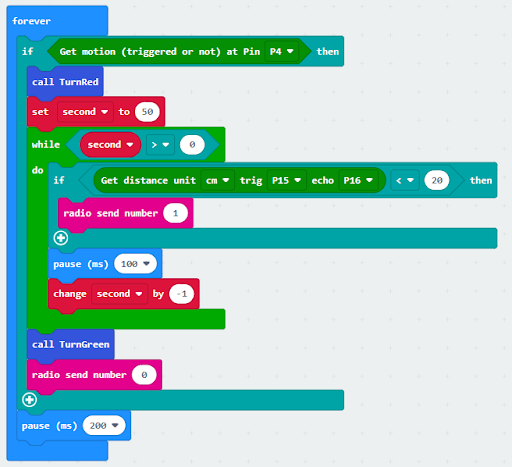 forever
if Get motion (triggered or not) at Pin P4 then
call TurnRed
set second to 50
while second > 0
do
if Get distance unit cm trig P15 echo P16 < 20 then
radio send number 1
pause (ms) 100
change second by -1
call TurnGreen
radio send number 0
pause (ms) 200